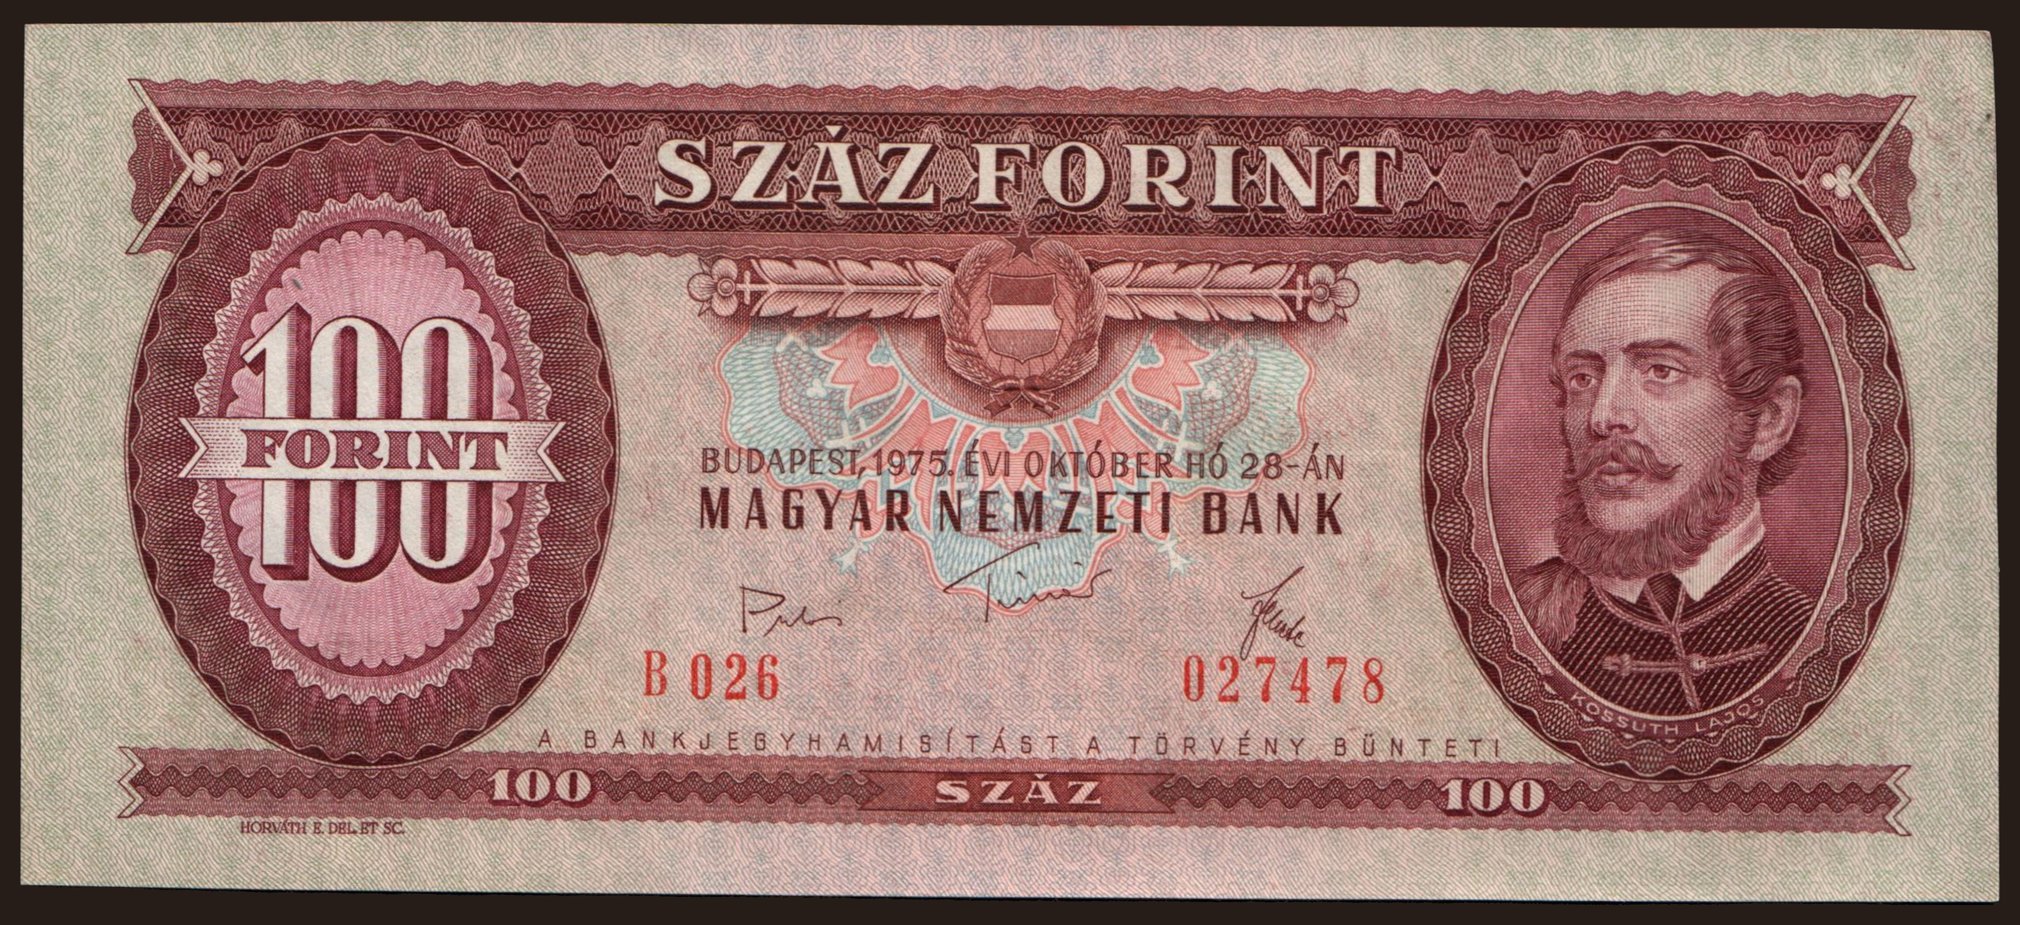 SZÁZ FORINT
100
FORINT
100
BUDAPEST, 1975. ÉVI OKTÓBER HÓ 28-ÁN
MAGYAR NEMZETI BANK
B 026
027478
KOSSUTH LAJOS
A BANKJEGYHAMISÍTÁST A TÖRVÉNY BÜNTETI
100 SZÁZ 100
HORVÁTH E. DEL. ET SC.